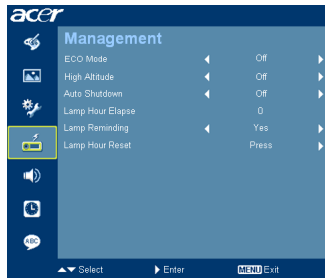 acer
Management
ECO Mode Off
High Altitude Off
Auto Shutdown Off
Lamp Hour Elapse 0
Lamp Reminding Yes
Lamp Hour Reset Press
ABC
Select Enter MENU Exit